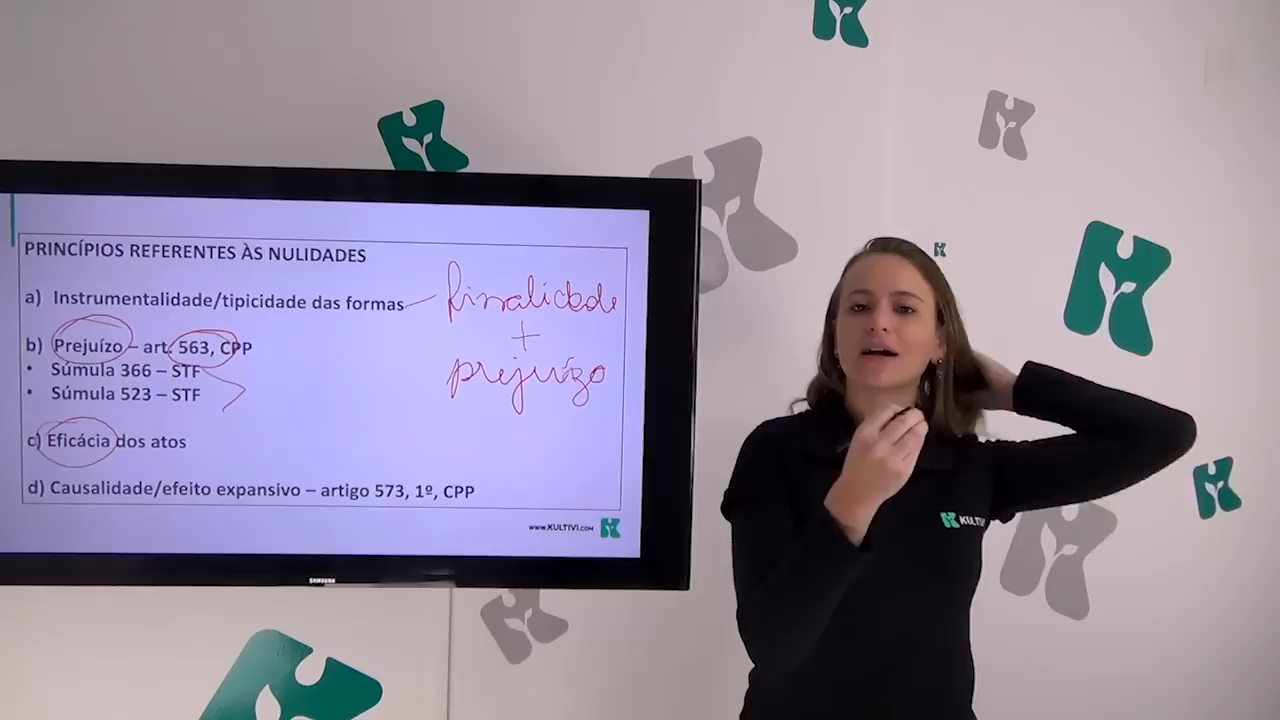 PRINCÍPIOS REFERENTES ÀS NULIDADES
a) Instrumentalidade/tipicidade das formas
finalidade
+
prejuízo
b) Prejuízo – art. 563, CPP
• Súmula 366 – STF
• Súmula 523 – STF
c) Eficácia dos atos
d) Causalidade/efeito expansivo – artigo 573, 1º, CPP
www.KULTIVI.com
SAMSUNG
KULTIVI